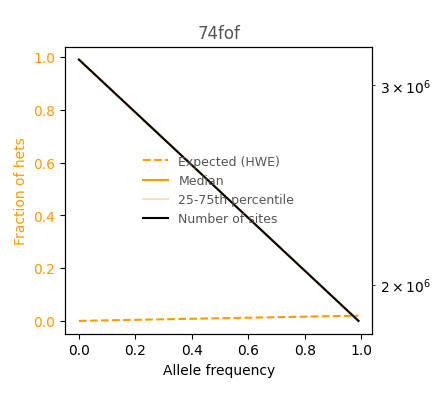 74fof
1.0
0.8
0.6
0.4
0.2
0.0
Fraction of hets
3 × 10⁶
2 × 10⁶
Expected (HWE)
Median
25-75th percentile
Number of sites
0.0 0.2 0.4 0.6 0.8 1.0
Allele frequency